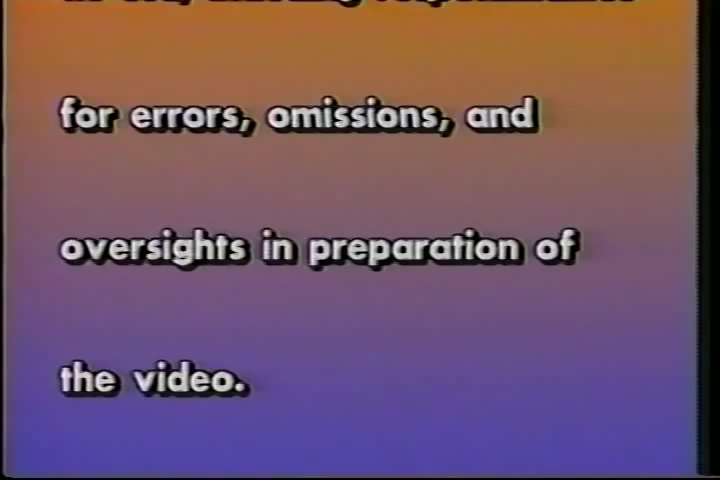 for errors, omissions, and
oversights in preparation of
the video.